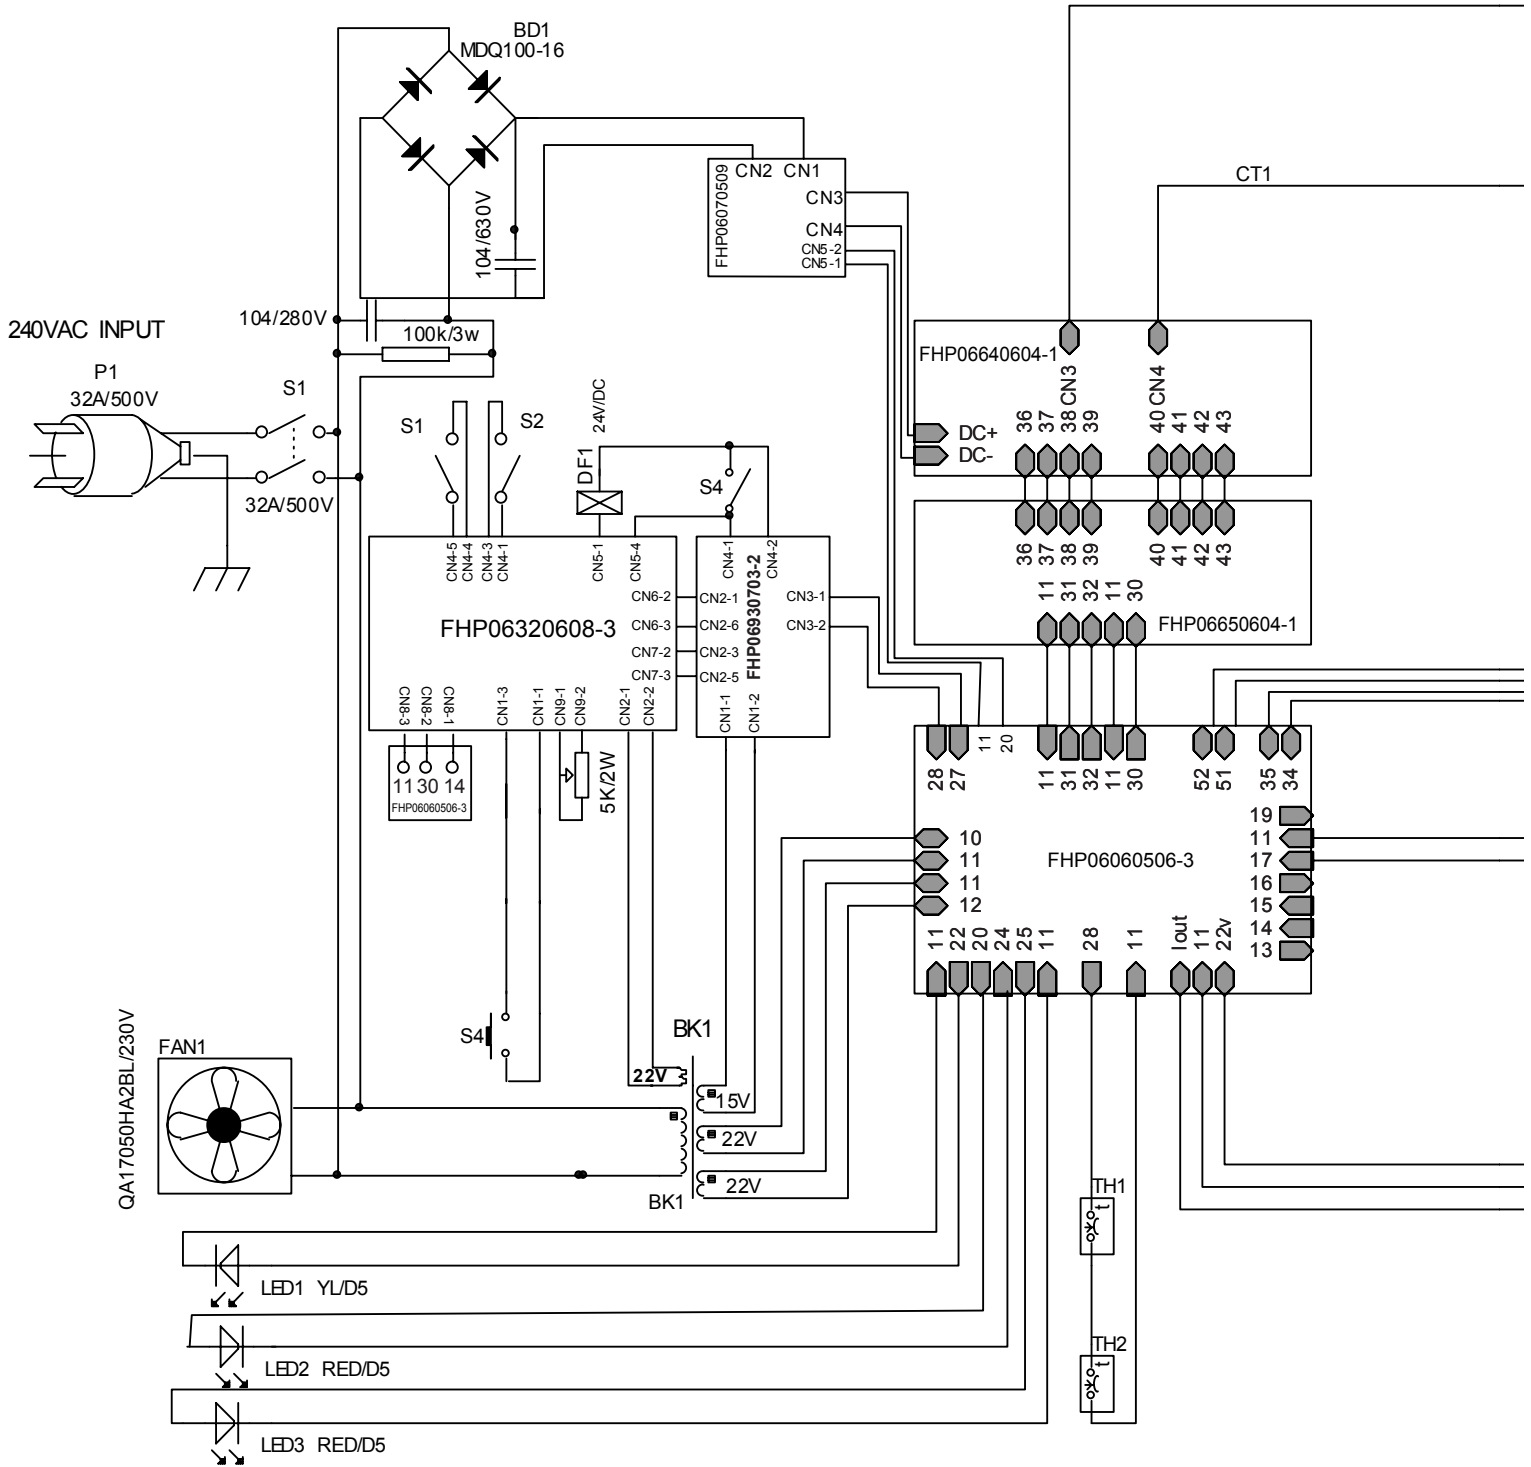 BD1
MDQ100-16
FHP06070509
CN2 CN1
CN3
CN4
CN5-2
CN5-1
CT1
104/630V
104/280V
100k/3w
240VAC INPUT
P1
32A/500V
S1
32A/500V
S1
S2
24V/DC
DF1
S4
FHP06640604-1
CN3
CN4
DC+
DC-
36 37 38 39 40 41 42 43
36 37 38 39 40 41 42 43
11 31 32 11 30
FHP06650604-1
CN4-5 CN4-4 CN4-3 CN4-1 CN5-1 CN5-4
CN4-1 CN4-2
FHP06320608-3
FHP06930703-2
CN6-2 CN2-1 CN3-1
CN6-3 CN2-6 CN3-2
CN7-2 CN2-3
CN7-3 CN2-5
CN8-3 CN8-2 CN8-1 CN1-3 CN1-1 CN9-1 CN9-2 CN2-1 CN2-2
CN1-1 CN1-2
11 30 14
FHP06060506-3
5K/2W
28 27 11 20 11 31 32 11 30 52 51 35 34
19
10 11
11 17
11 16
12 15
14
13
FHP06060506-3
11 22 20 24 25 11 28 11 Iout 11 22v
S4
BK1
22V
15V
22V
22V
BK1
QA17050HA2BL/230V
FAN1
TH1
t
TH2
t
LED1 YL/D5
LED2 RED/D5
LED3 RED/D5